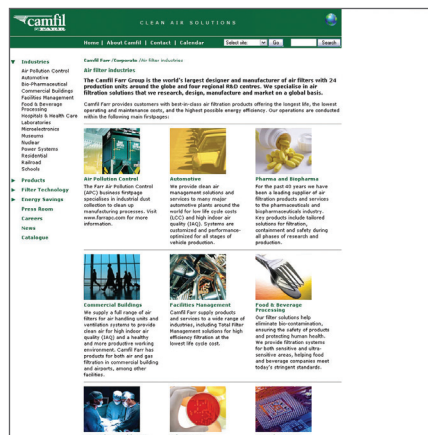 camfil
FARR
CLEAN AIR SOLUTIONS
Home | About Camfil | Contact | Calendar
Select site:
Go
Search
Industries
Air Pollution Control
Automotive
Bio-Pharmaceutical
Commercial Buildings
Facilities Management
Food & Beverage
Processing
Hospitals & Health Care
Laboratories
Microelectronics
Museums
Nuclear
Power Systems
Residential
Railroad
Schools
Products
Filter Technology
Energy Savings
Press Room
Careers
News
Catalogue
Camfil Farr /Corporate /Air filter industries
Air filter industries
The Camfil Farr Group is the world's largest designer and manufacturer of air filters with 24
production units around the globe and four regional R&D centres. We specialise in air
filtration solutions that we research, design, manufacture and market on a global basis.
Camfil Farr provides customers with best-in-class air filtration products offering the longest life, the lowest
operating and maintenance costs, and the highest possible energy efficiency. Our operations are conducted
within the following main firstpages:
Air Pollution Control
The Farr Air Pollution Control
(APC) business firstpage
specialises in industrial dust
collection to clean up
manufacturing processes. Visit
www.farrapc.com for more
information.
Automotive
We provide clean air
management solutions and
services to many major
automotive plants around the
world for low life cycle costs
(LCC) and high indoor air
quality (IAQ). Systems are
customized and performance-
optimized for all stages of
vehicle production.
Pharma and Biopharma
For the past 40 years we have
been a leading supplier of air
filtration products and services
to the pharmaceuticals and
biopharmaceuticals industry.
Key products include tailored
solutions for filtration,
containment and safety during
all phases of research and
production.
Commercial Buildings
We supply a full range of air
filters for air handling units and
ventilation systems to provide
clean air for high indoor air
quality (IAQ) and a healthy
and more productive working
environment. Camfil Farr has
products for both air and gas
filtration in commercial building
and airports, among other
facilities.
Facilities Management
Camfil Farr supply products
and services to a wide range of
industries, including Total Filter
Management solutions for high
efficiency filtration at the
lowest life cycle cost.
Food & Beverage
Processing
Our filter solutions help
eliminate bio-contamination,
ensuring the safety of products
and protecting human health.
We provide filtration systems
for both sensitive and ultra-
sensitive areas, helping food
and beverage companies meet
today's stringent standards.